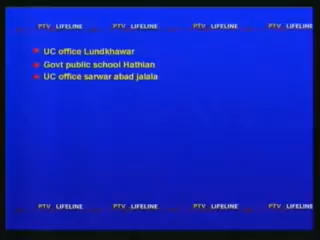 PTV LIFELINE PTV LIFELINE PTV LIFELINE PTV LIFELINE
UC office Lundkhawar
Govt public school Hathian
UC office sarwar abad jalala
PTV LIFELINE PTV LIFELINE PTV LIFELINE PTV LIFELINE